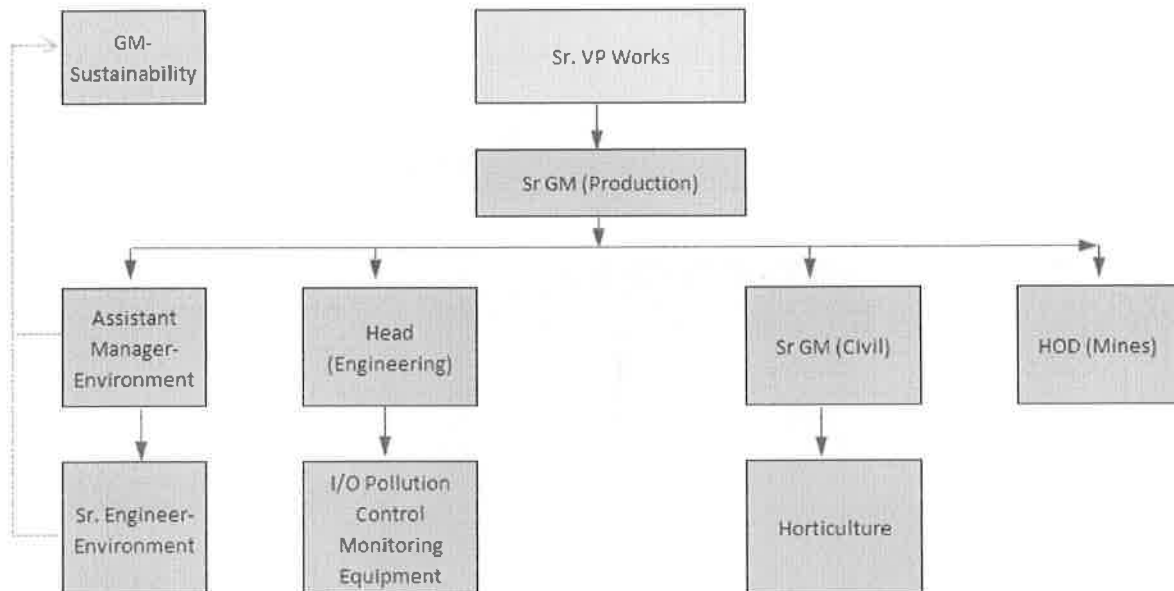 GM-
Sustainability
Sr. VP Works
Sr GM (Production)
Assistant
Manager-
Environment
Head
(Engineering)
Sr GM (Civil)
HOD (Mines)
Sr. Engineer-
Environment
I/O Pollution
Control
Monitoring
Equipment
Horticulture